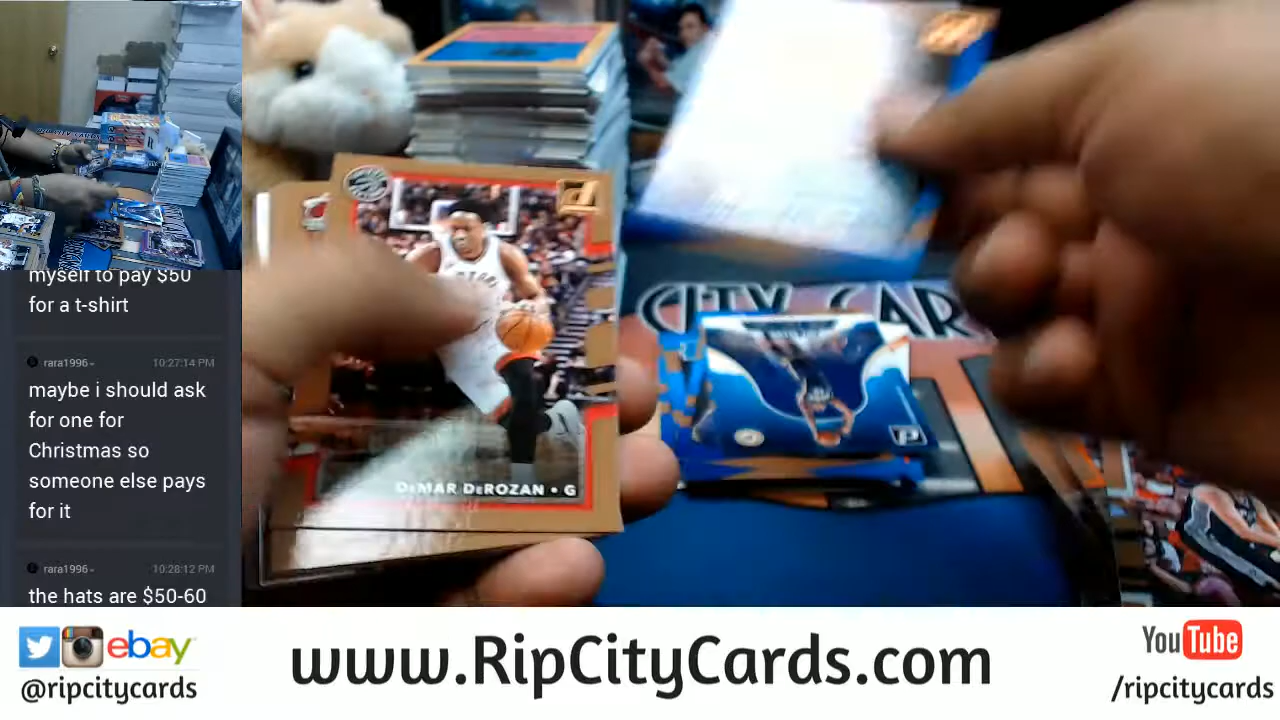 myself to pay $50
for a t-shirt
rara1996
10:27:14 PM
maybe i should ask
for one for
Christmas so
someone else pays
for it
rara1996
10:28:12 PM
the hats are $50-60
CITY CAR
DeMAR DeROZAN • G
ebay
@ripcitycards
www.RipCityCards.com
YouTube
/ripcitycards